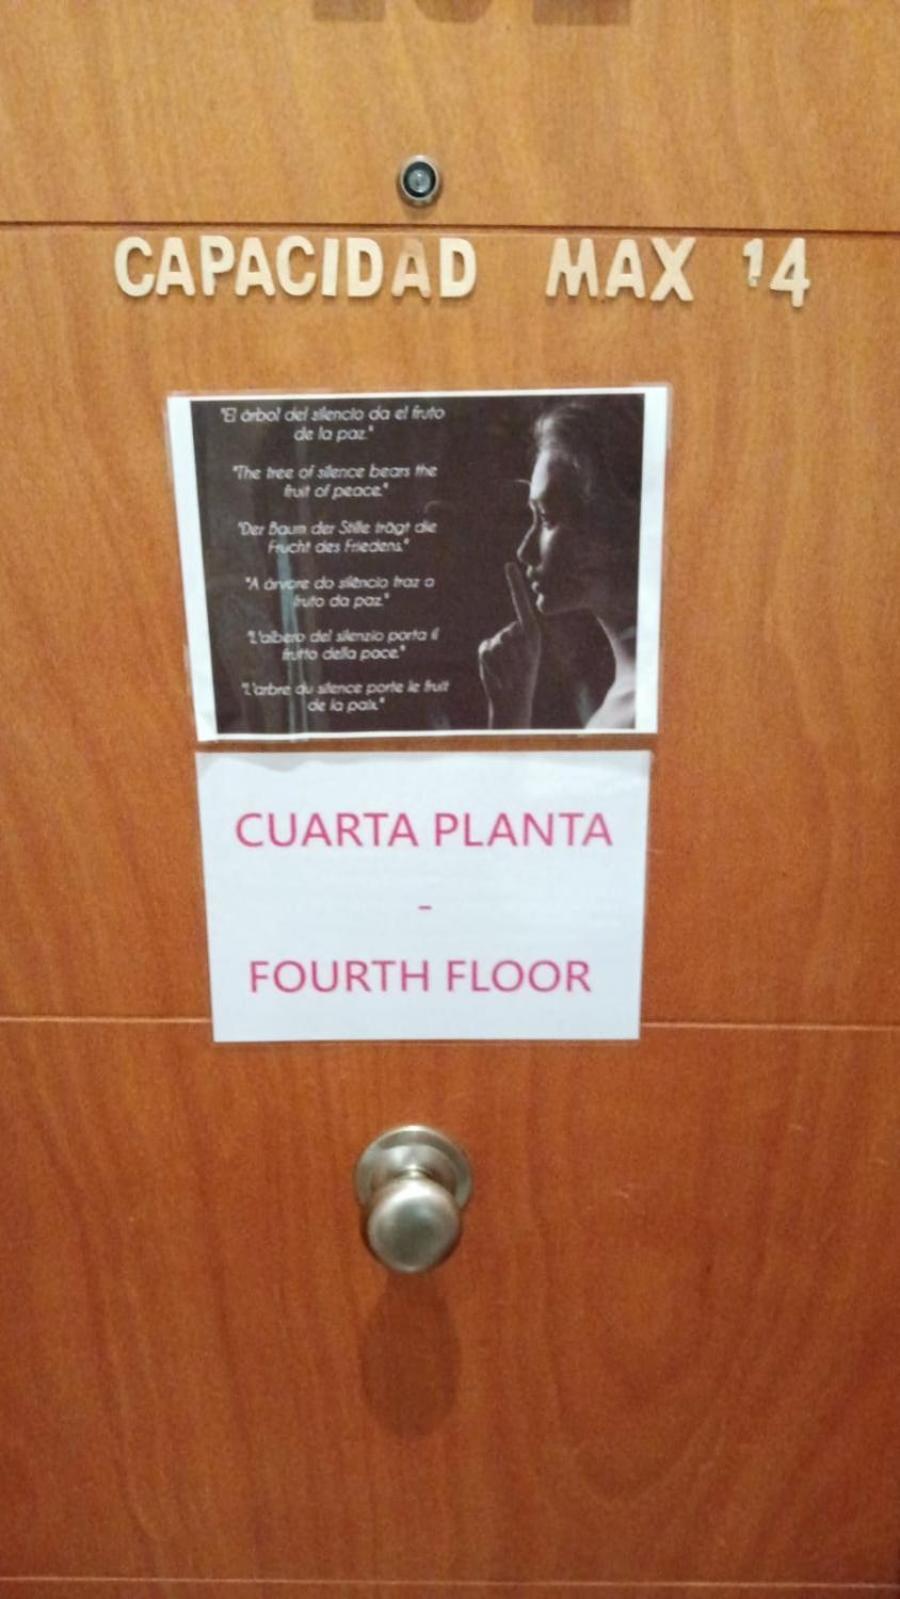 CAPACIDAD MAX 14
"El árbol del silencio da el fruto
de la paz."
"The tree of silence bears the
fruit of peace."
"Der Baum der Stille trägt die
Frucht des Friedens."
"A árvore do silêncio traz o
fruto da paz."
"L'albero del silenzio porta il
frutto della pace."
"L'arbre du silence porte le fruit
de la paix."
CUARTA PLANTA
-
FOURTH FLOOR